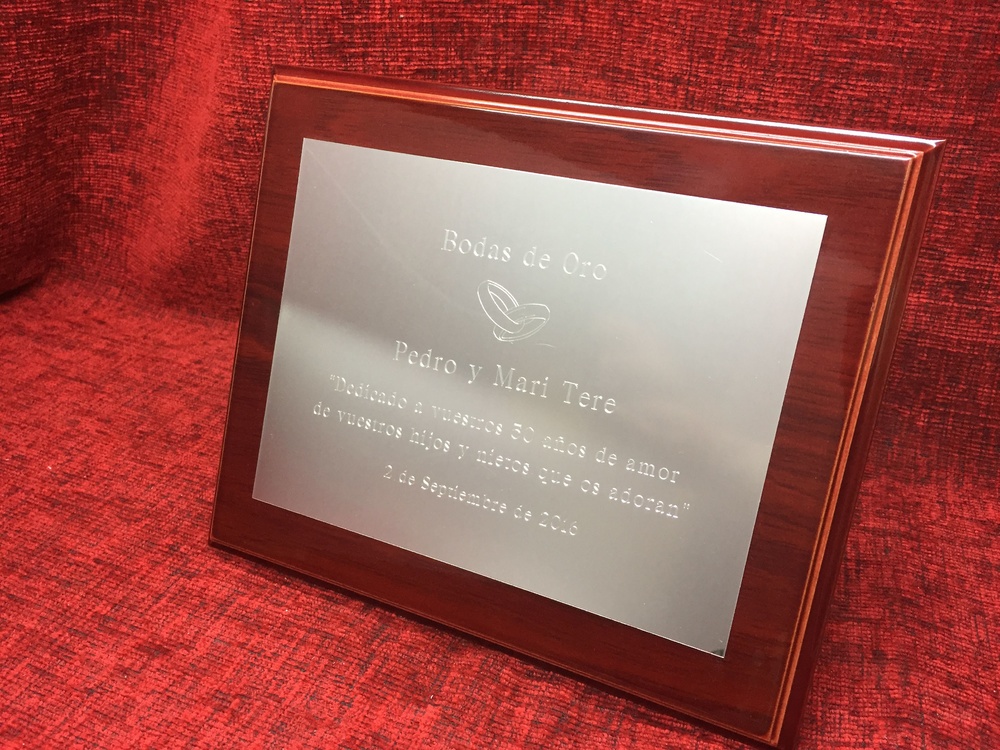 Bodas de Oro
Pedro y Mari Tere
"Dedicado a vuestros 50 años de amor
de vuestros hijos y nietos que os adoran"
2 de Septiembre de 2016